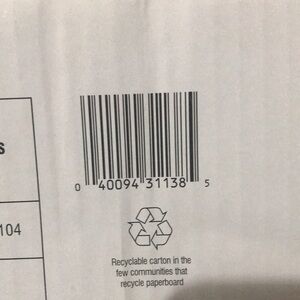 s
104
0 40094 31138 5
Recyclable carton in the
few communities that
recycle paperboard